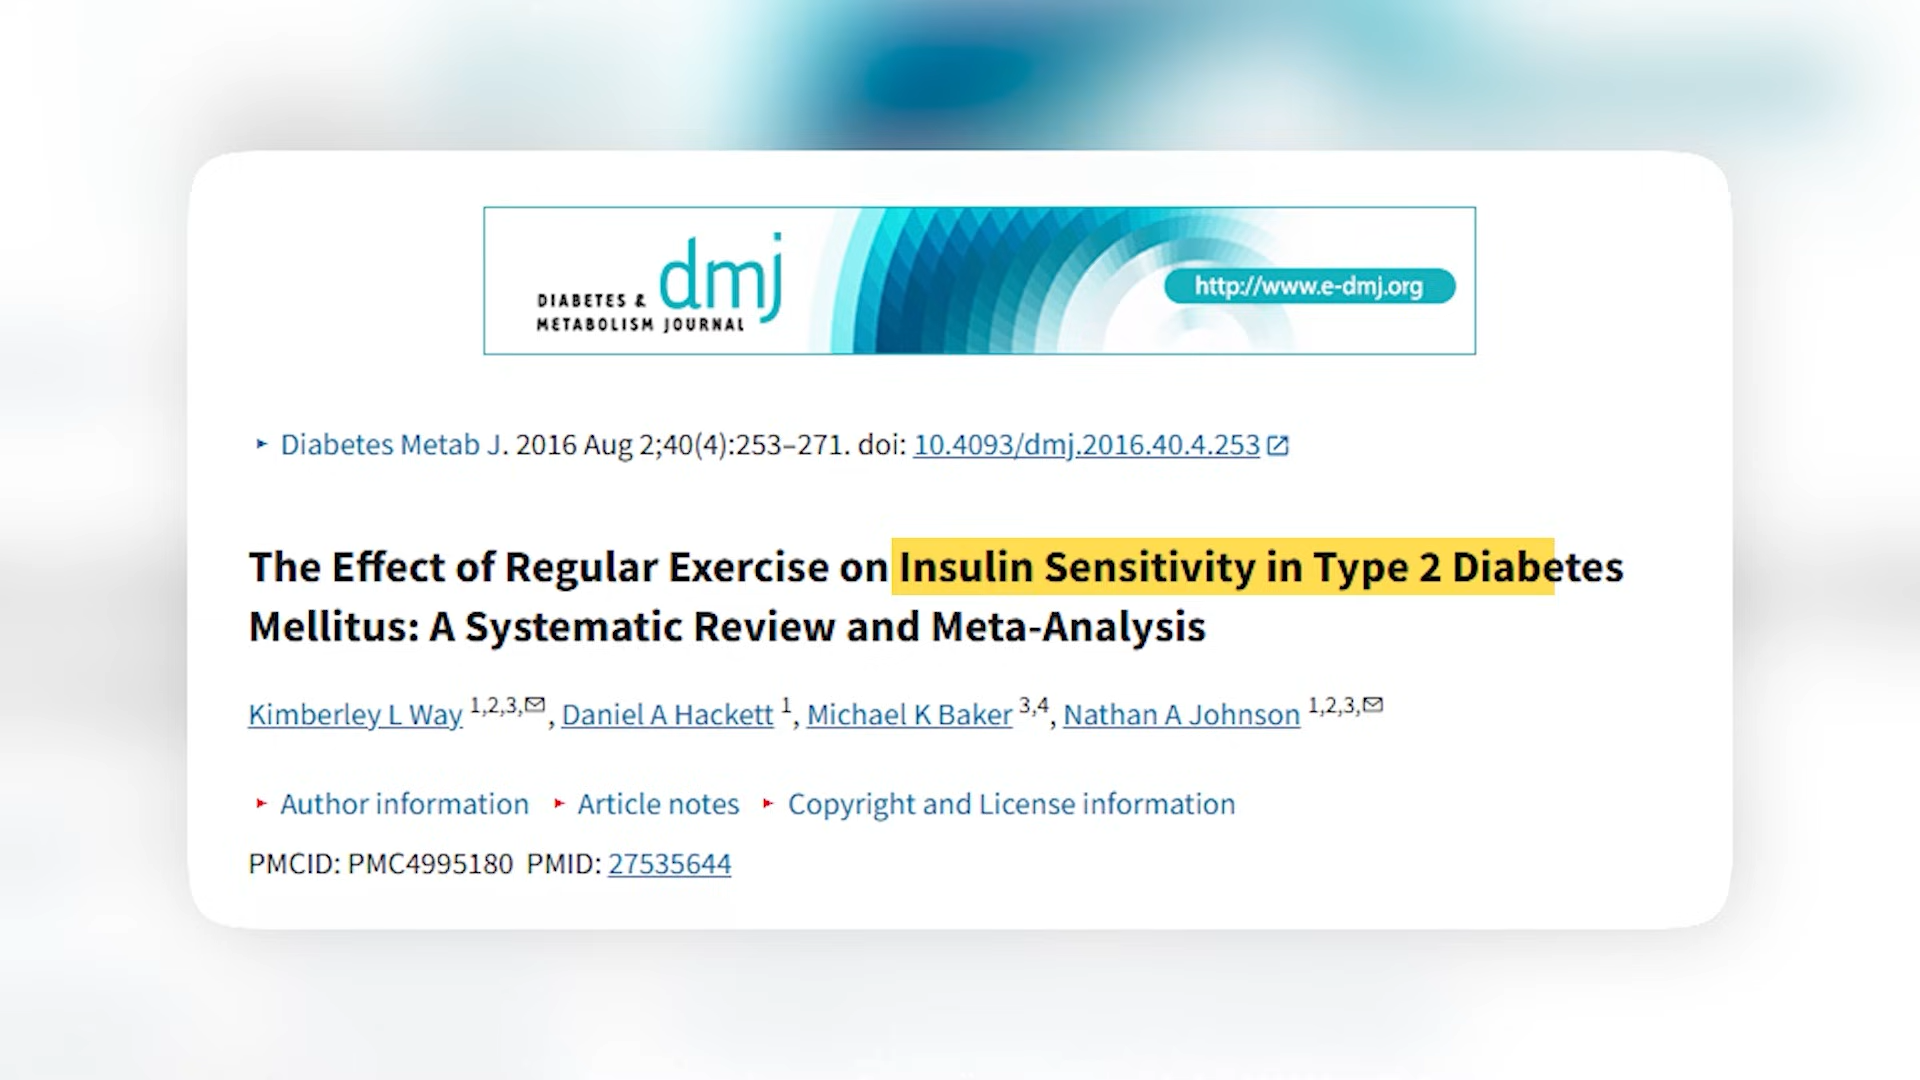 DIABETES & dmj
METABOLISM JOURNAL
http://www.e-dmj.org
Diabetes Metab J. 2016 Aug 2;40(4):253–271. doi: 10.4093/dmj.2016.40.4.253
The Effect of Regular Exercise on Insulin Sensitivity in Type 2 Diabetes
Mellitus: A Systematic Review and Meta-Analysis
Kimberley L Way 1,2,3,✉, Daniel A Hackett 1, Michael K Baker 3,4, Nathan A Johnson 1,2,3,✉
Author information Article notes Copyright and License information
PMCID: PMC4995180 PMID: 27535644